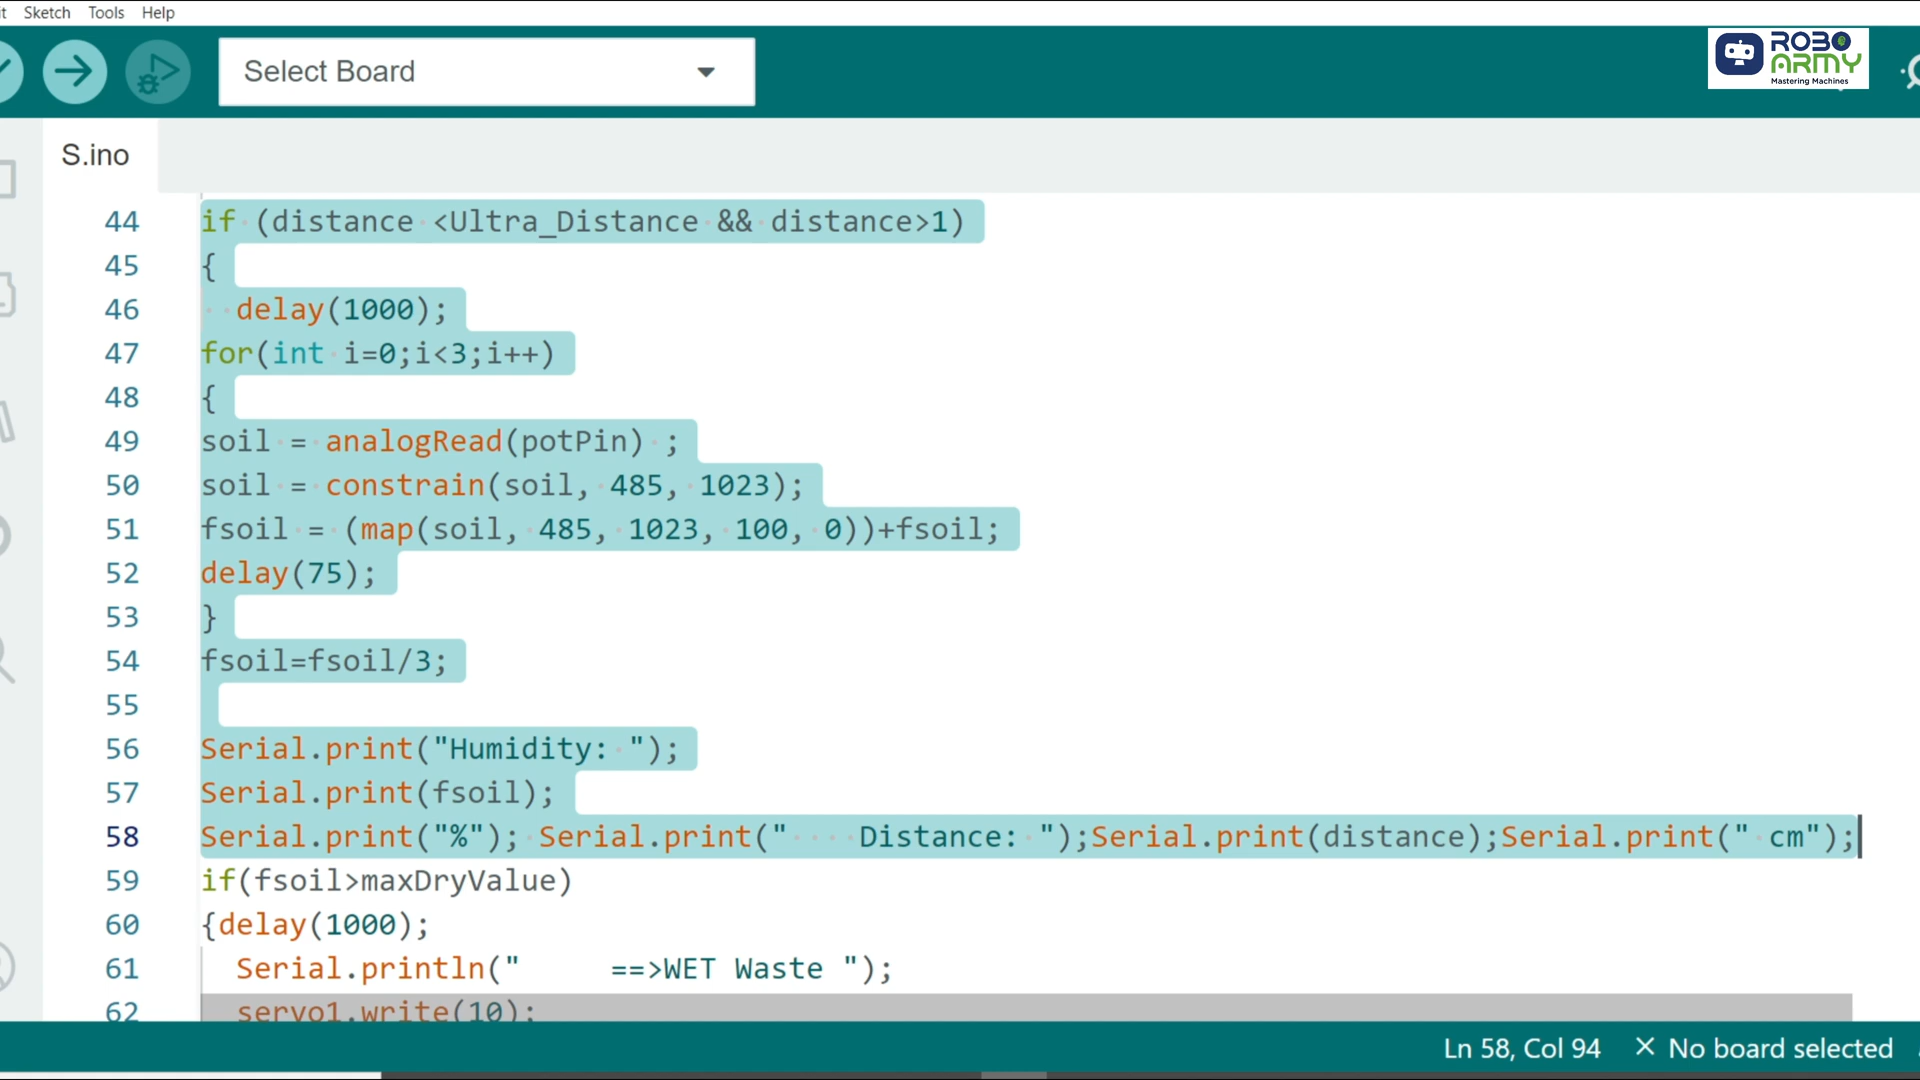 Sketch Tools Help
Select Board
ROBO
ARMY
Mastering Machines
S.ino
44 if (distance <Ultra_Distance && distance>1)
45 {
46 delay(1000);
47 for(int i=0;i<3;i++)
48 {
49 soil = analogRead(potPin) ;
50 soil = constrain(soil, 485, 1023);
51 fsoil = (map(soil, 485, 1023, 100, 0))+fsoil;
52 delay(75);
53 }
54 fsoil=fsoil/3;
55
56 Serial.print("Humidity: ");
57 Serial.print(fsoil);
58 Serial.print("%"); Serial.print("    Distance: ");Serial.print(distance);Serial.print(" cm");
59 if(fsoil>maxDryValue)
60 {delay(1000);
61 Serial.println("     ==>WET Waste ");
62 servo1.write(10);
Ln 58, Col 94 × No board selected